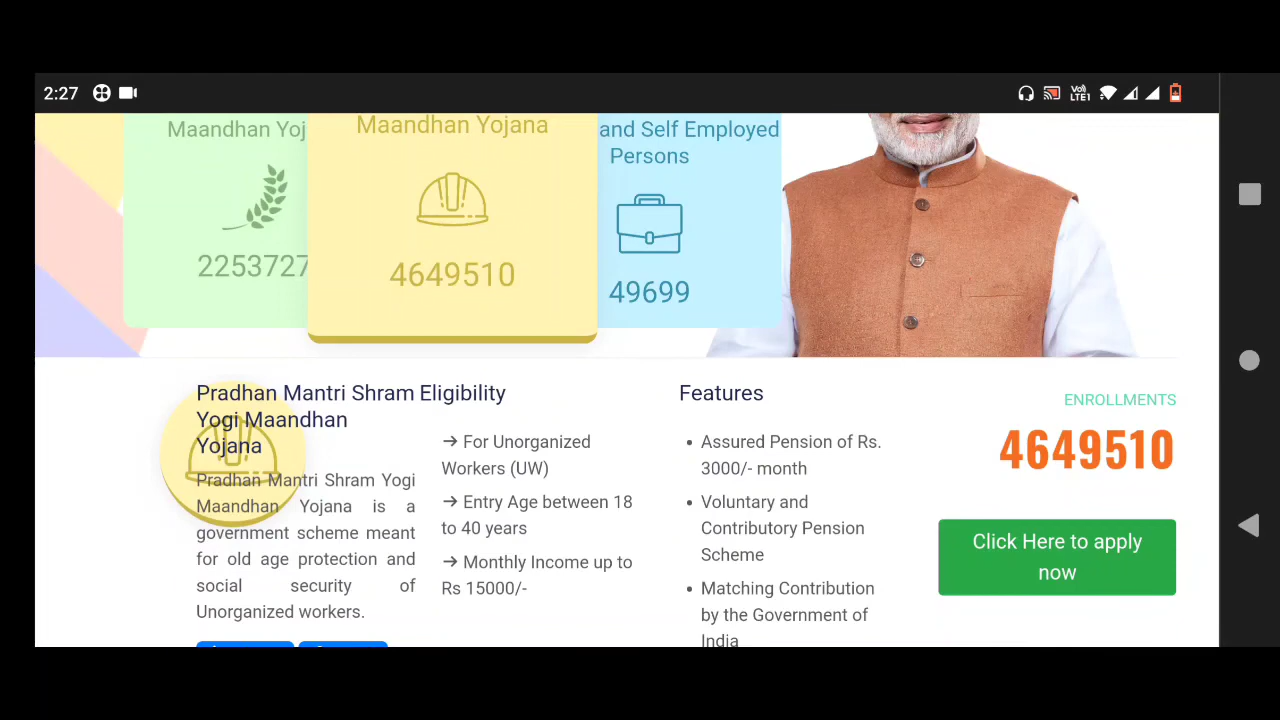 2:27
Vo)
LTE1
Maandhan Yoj
Maandhan Yojana
and Self Employed
Persons
2253727
4649510
49699
Pradhan Mantri Shram
Yogi Maandhan
Yojana
Pradhan Mantri Shram Yogi
Maandhan Yojana is a
government scheme meant
for old age protection and
social security of
Unorganized workers.
Eligibility
→ For Unorganized
Workers (UW)
→ Entry Age between 18
to 40 years
→ Monthly Income up to
Rs 15000/-
Features
• Assured Pension of Rs.
3000/- month
• Voluntary and
Contributory Pension
Scheme
• Matching Contribution
by the Government of
India
ENROLLMENTS
4649510
Click Here to apply
now